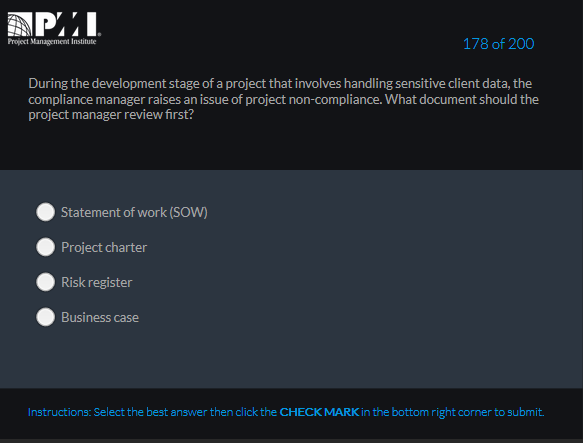 PMI
Project Management Institute
178 of 200
During the development stage of a project that involves handling sensitive client data, the
compliance manager raises an issue of project non-compliance. What document should the
project manager review first?
Statement of work (SOW)
Project charter
Risk register
Business case
Instructions: Select the best answer then click the CHECK MARK in the bottom right corner to submit.